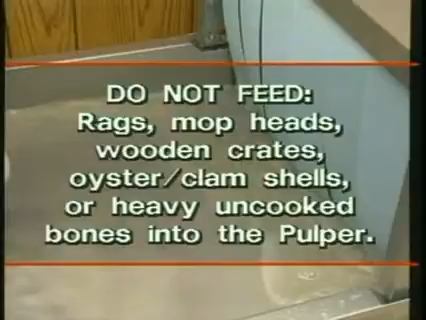 DO NOT FEED:
Rags, mop heads,
wooden crates,
oyster/clam shells,
or heavy uncooked
bones into the Pulper.